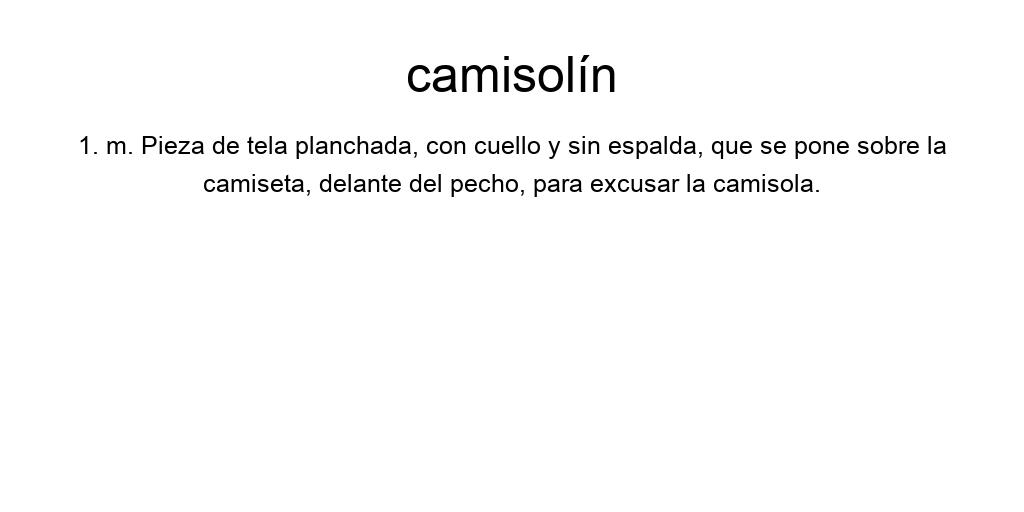 camisolín
1. m. Pieza de tela planchada, con cuello y sin espalda, que se pone sobre la
camiseta, delante del pecho, para excusar la camisola.